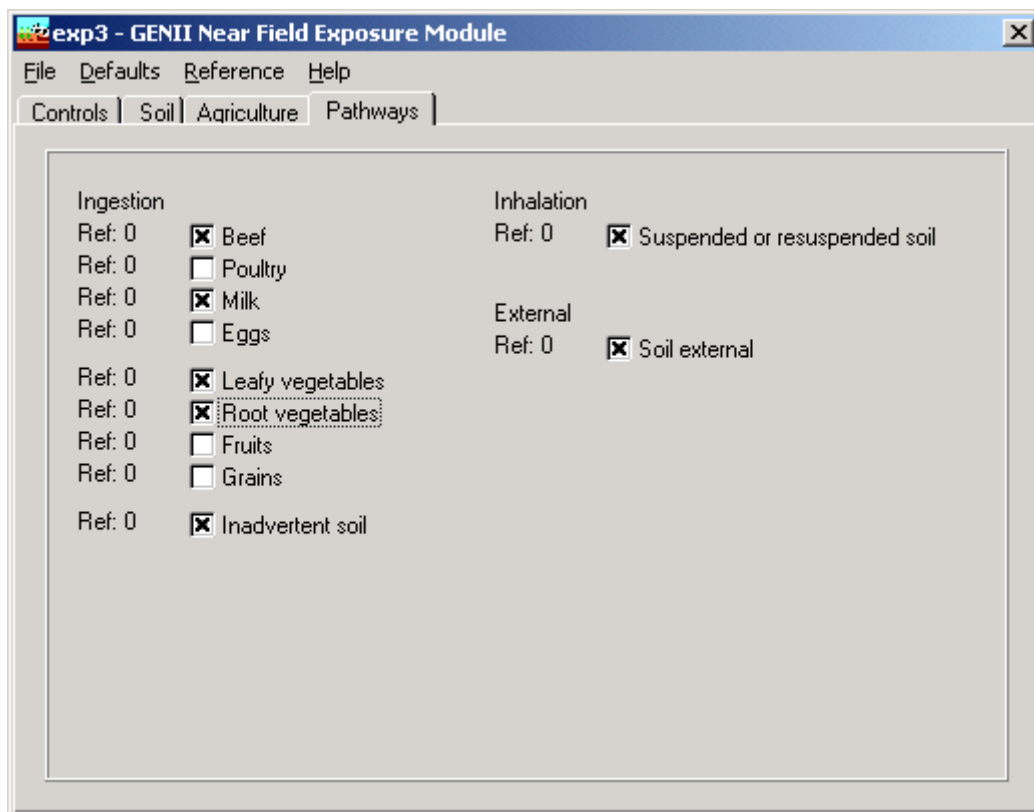 exp3 - GENII Near Field Exposure Module
File Defaults Reference Help
Controls Soil Agriculture Pathways
Ingestion
Ref: 0 Beef
Ref: 0 Poultry
Ref: 0 Milk
Ref: 0 Eggs
Ref: 0 Leafy vegetables
Ref: 0 Root vegetables
Ref: 0 Fruits
Ref: 0 Grains
Ref: 0 Inadvertent soil
Inhalation
Ref: 0 Suspended or resuspended soil
External
Ref: 0 Soil external